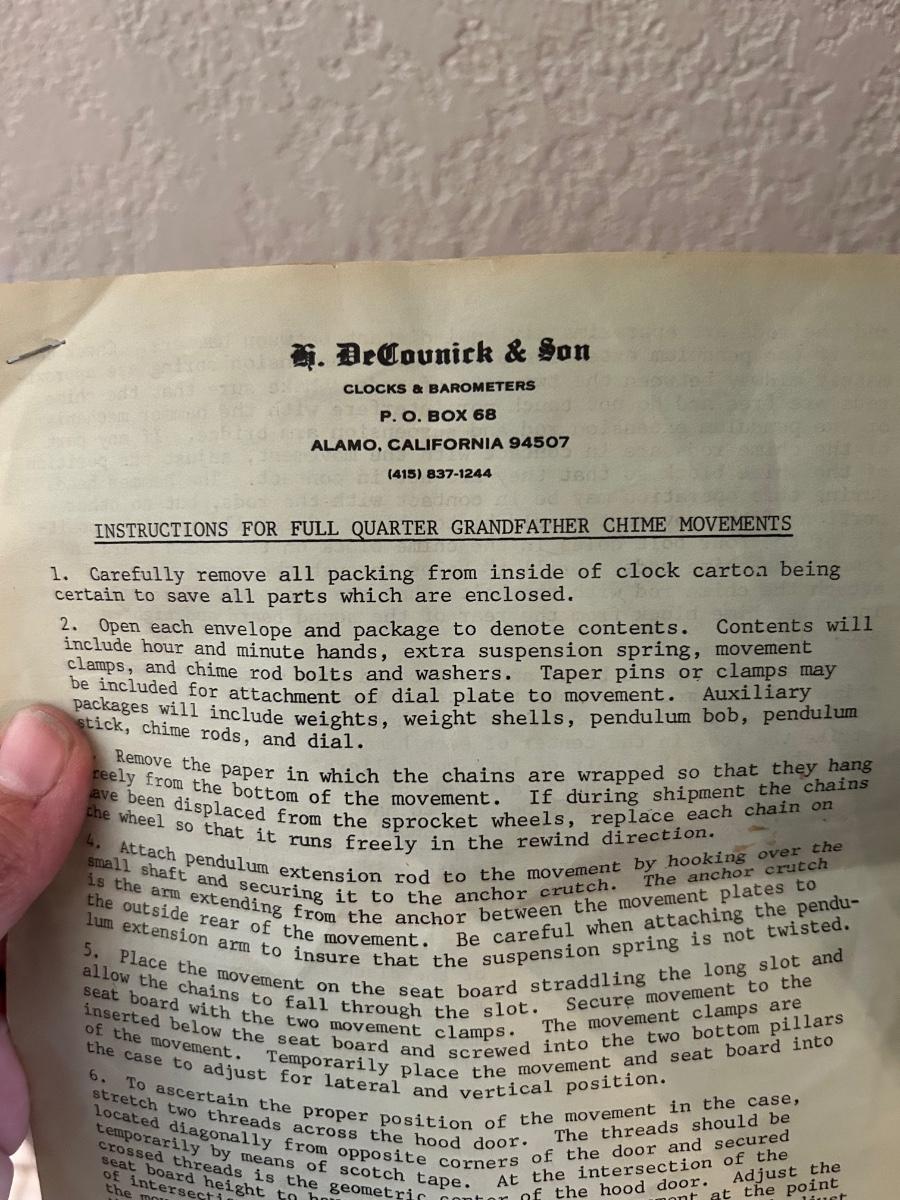 H. DeCounick & Son
CLOCKS & BAROMETERS
P. O. BOX 68
ALAMO, CALIFORNIA 94507
(415) 837-1244
INSTRUCTIONS FOR FULL QUARTER GRANDFATHER CHIME MOVEMENTS
1. Carefully remove all packing from inside of clock carton being
certain to save all parts which are enclosed.
2. Open each envelope and package to denote contents. Contents will
include hour and minute hands, extra suspension spring, movement
clamps, and chime rod bolts and washers. Taper pins or clamps may
be included for attachment of dial plate to movement. Auxiliary
packages will include weights, weight shells, pendulum bob, pendulum
stick, chime rods, and dial.
Remove the paper in which the chains are wrapped so that they hang
reely from the bottom of the movement. If during shipment the chains
ave been displaced from the sprocket wheels, replace each chain on
the wheel so that it runs freely in the rewind direction.
4. Attach pendulum extension rod to the movement by hooking over the
small shaft and securing it to the anchor crutch. The anchor crutch
is the arm extending from the anchor between the movement plates to
the outside rear of the movement. Be careful when attaching the pendu-
lum extension arm to insure that the suspension spring is not twisted.
5. Place the movement on the seat board straddling the long slot and
allow the chains to fall through the slot. Secure movement to the
seat board with the two movement clamps. The movement clamps are
inserted below the seat board and screwed into the two bottom pillars
of the movement. Temporarily place the movement and seat board into
the case to adjust for lateral and vertical position.
6. To ascertain the proper position of the movement in the case,
stretch two threads across the hood door. The threads should be
located diagonally from opposite corners of the door and secured
temporarily by means of scotch tape. At the intersection of the
crossed threads is the geometric center of the hood door. Adjust the
seat board height to at the point
of